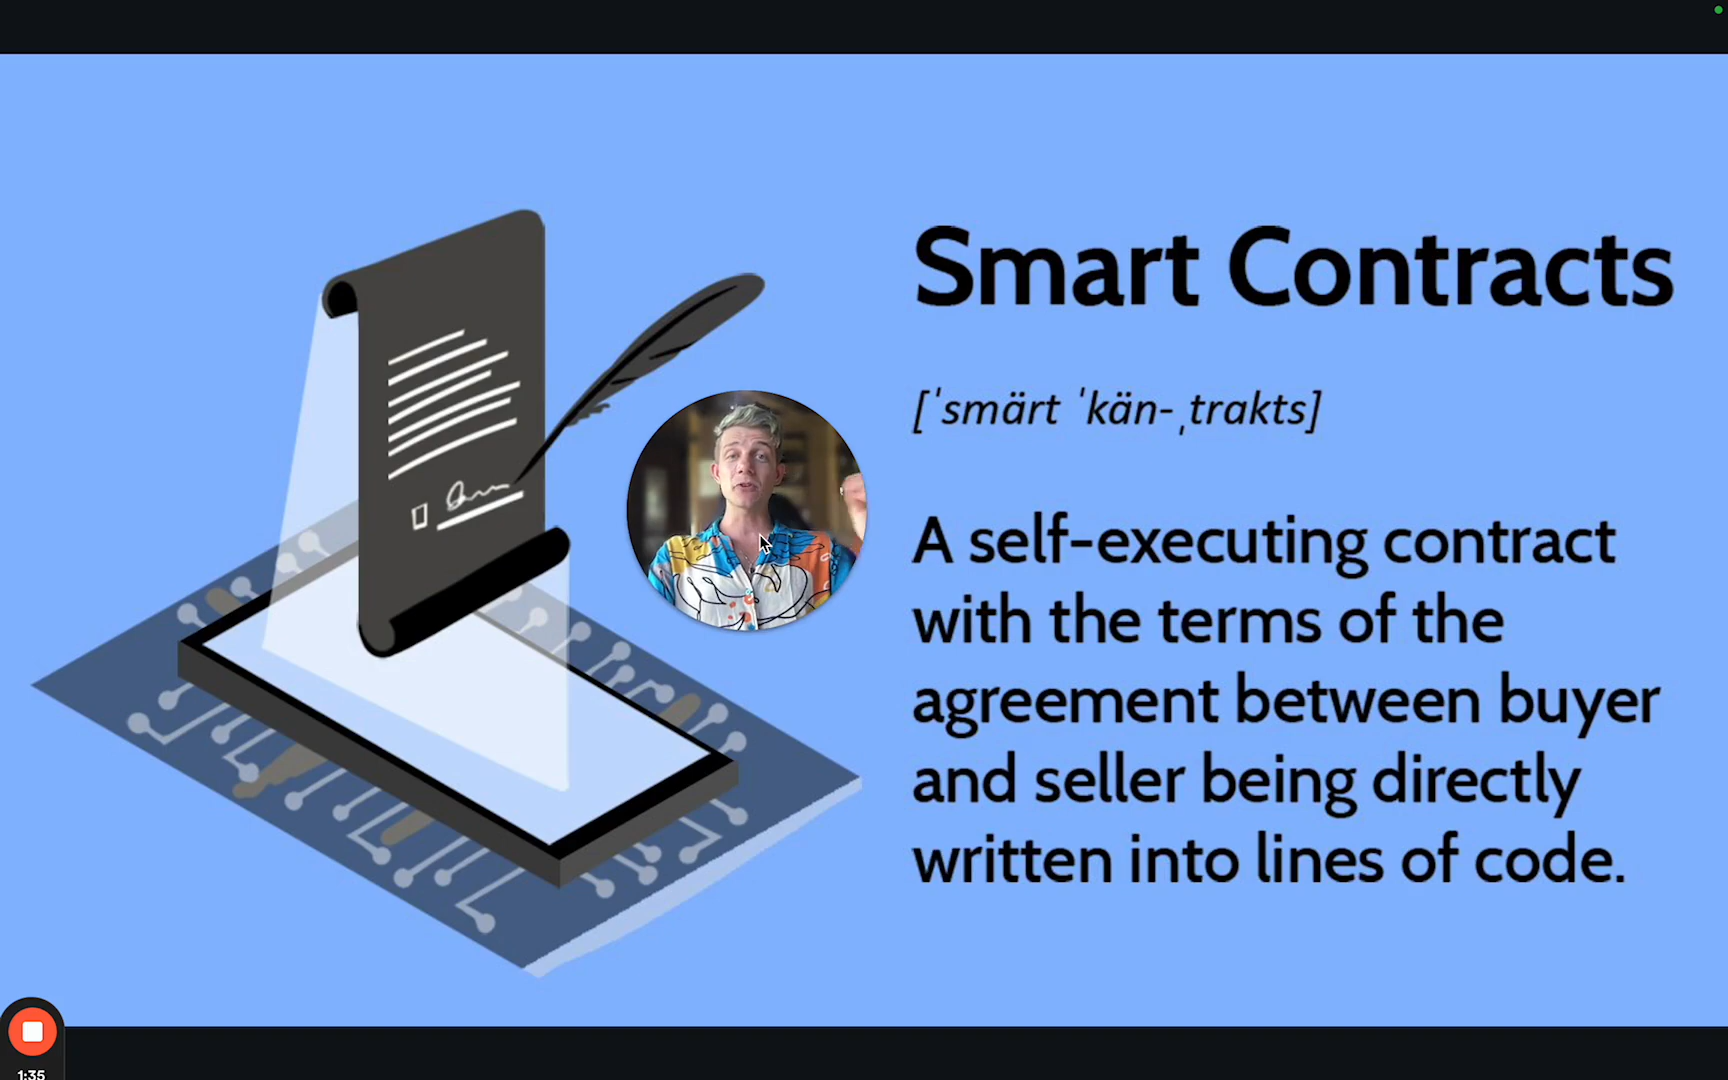 Smart Contracts
[ˈsmärt ˈkän-ˌtrakts]
A self-executing contract
with the terms of the
agreement between buyer
and seller being directly
written into lines of code.
1:35